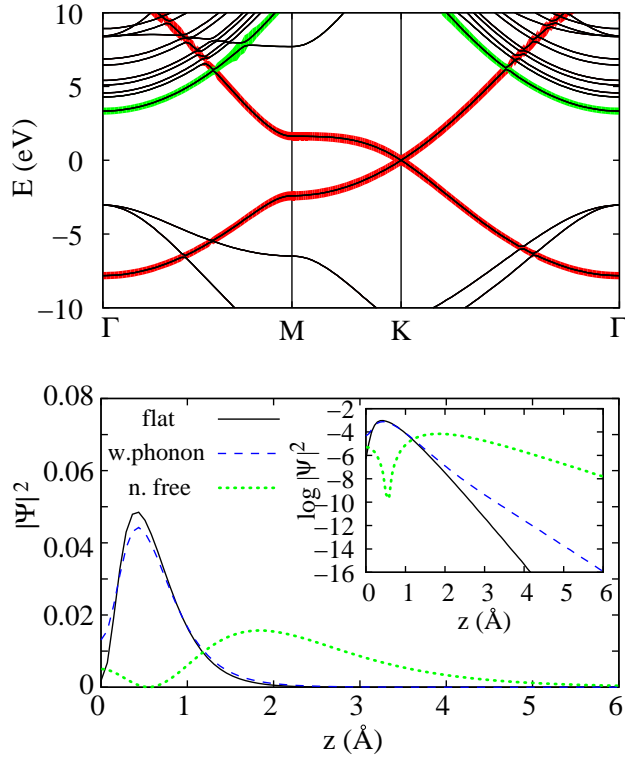 10
5
0
−5
−10
E (eV)
Γ M K Γ
0.08
0.06
0.04
0.02
0
|Ψ|²
flat
w.phonon
n. free
−2
−4
−6
−8
−10
−12
−14
−16
log |Ψ|²
0 1 2 3 4 5 6
z (Å)
0 1 2 3 4 5 6
z (Å)